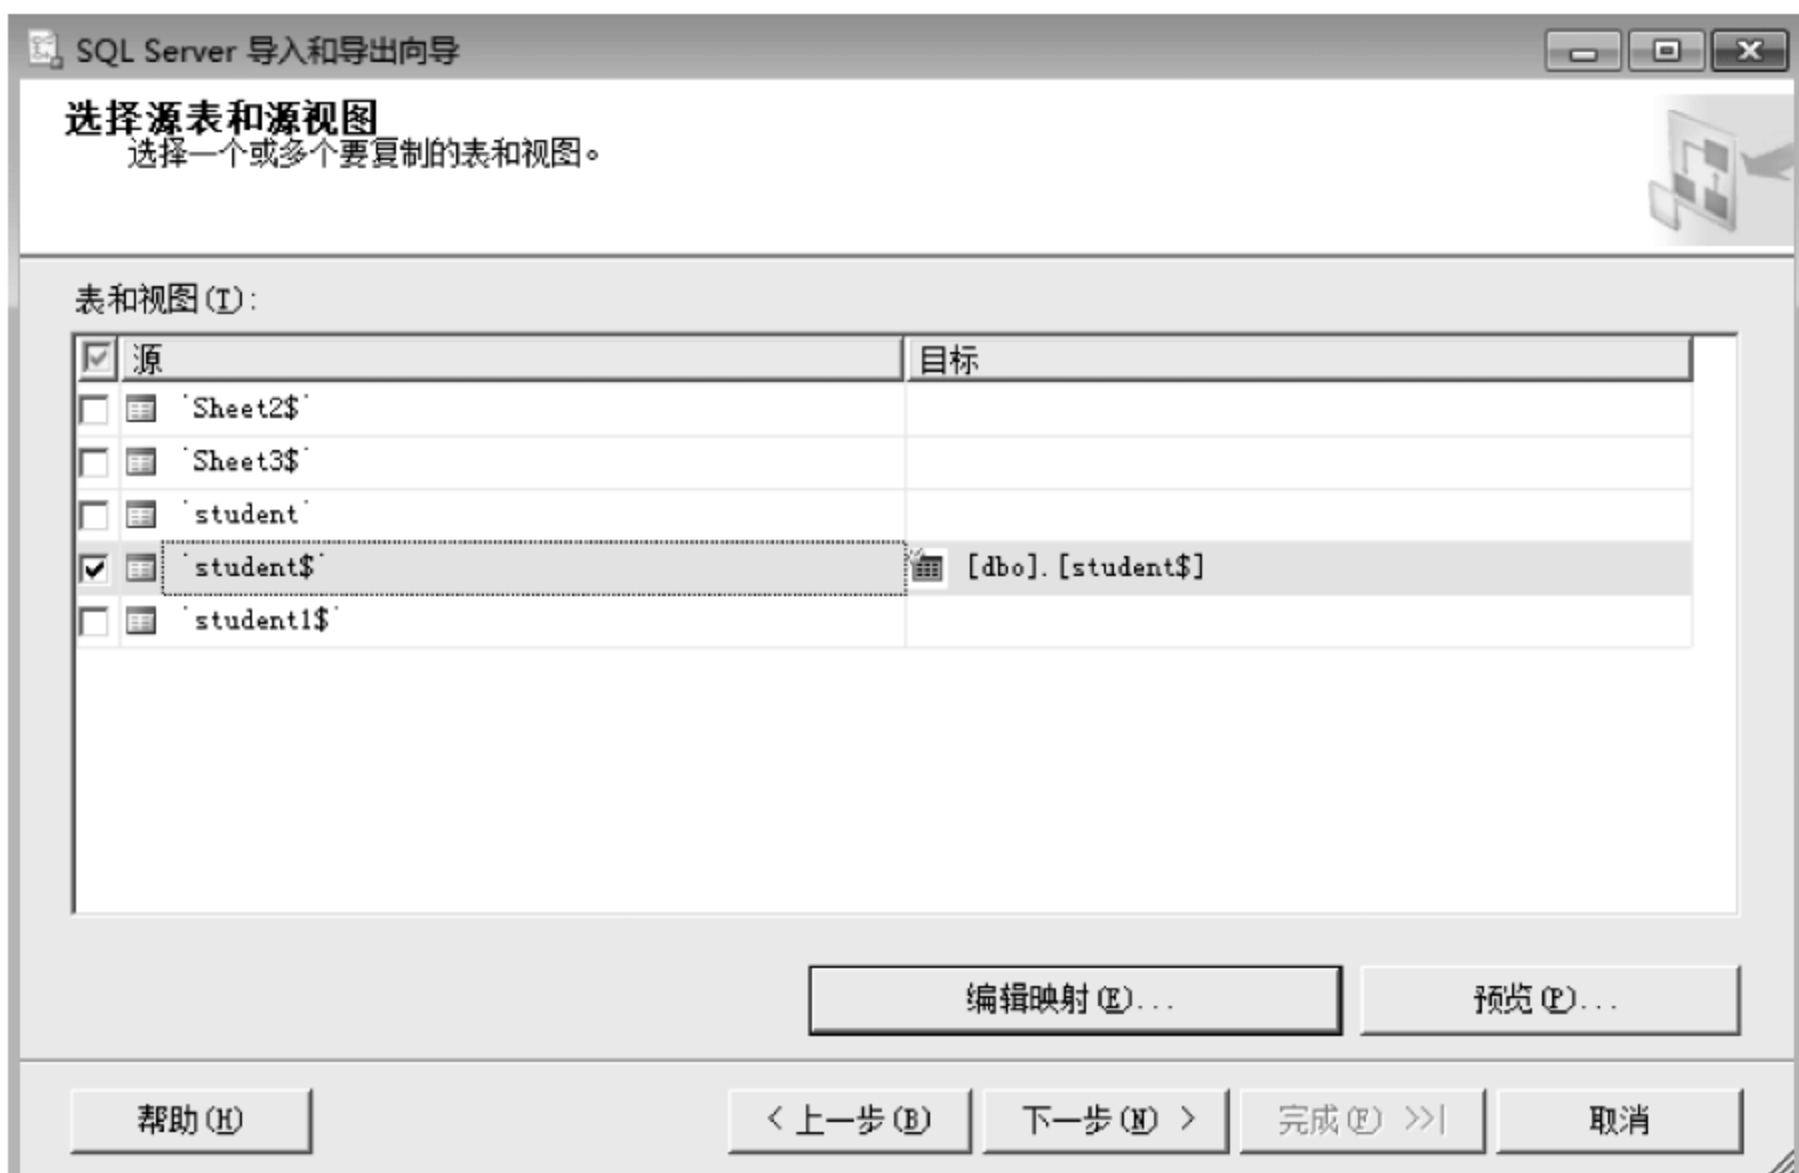 SQL Server 导入和导出向导
选择源表和源视图
选择一个或多个要复制的表和视图。
表和视图(T):
源 目标
`Sheet2$`
`Sheet3$`
`student`
`student$` [dbo].[student$]
`student1$`
编辑映射(E)... 预览(P)...
帮助(H) < 上一步(B) 下一步(N) > 完成(F) >>| 取消